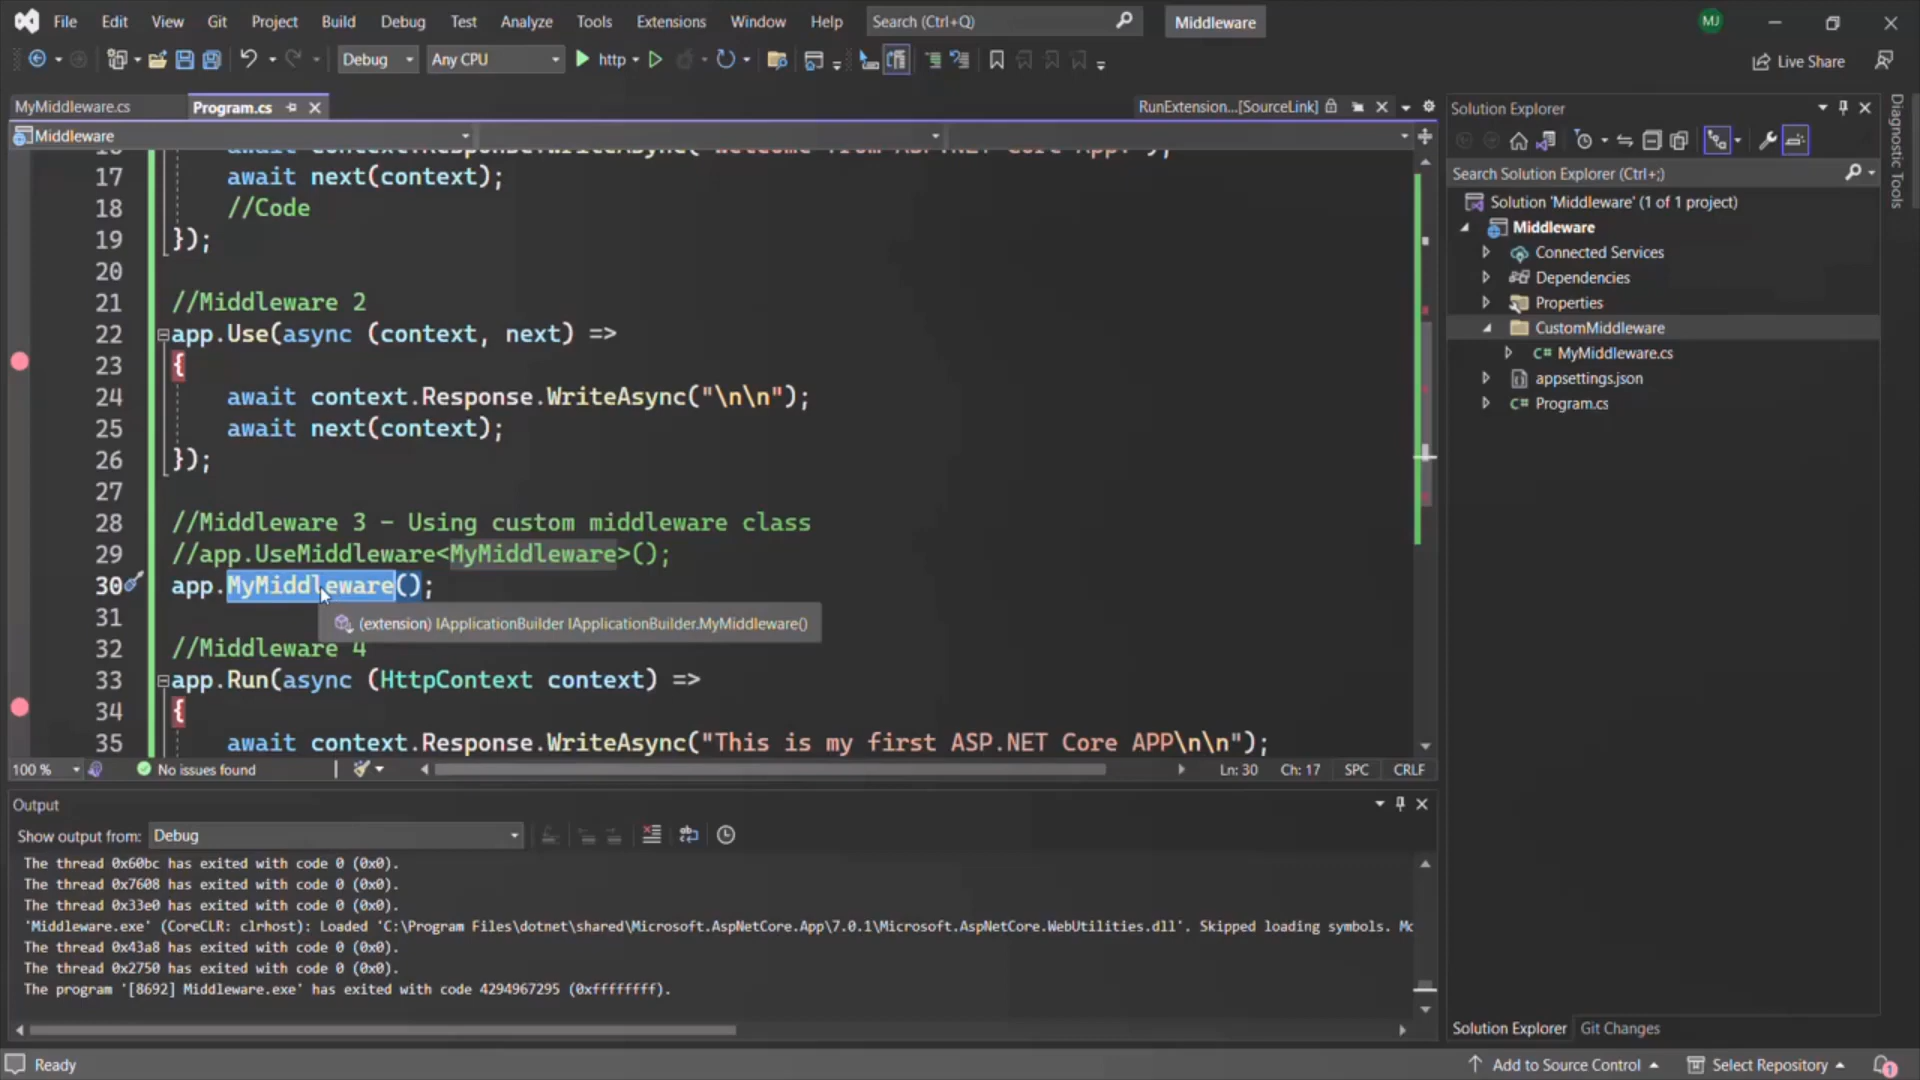 File Edit View Git Project Build Debug Test Analyze Tools Extensions Window Help Search (Ctrl+Q) Middleware MJ
Debug Any CPU http Live Share
MyMiddleware.cs Program.cs RunExtension...[SourceLink]
Middleware
17 await next(context);
18 //Code
19 });
20
21 //Middleware 2
22 app.Use(async (context, next) =>
23 {
24 await context.Response.WriteAsync("\n\n");
25 await next(context);
26 });
27
28 //Middleware 3 - Using custom middleware class
29 //app.UseMiddleware<MyMiddleware>();
30 app.MyMiddleware();
31 (extension) IApplicationBuilder IApplicationBuilder.MyMiddleware()
32 //Middleware 4
33 app.Run(async (HttpContext context) =>
34 {
35 await context.Response.WriteAsync("This is my first ASP.NET Core APP\n\n");
100 % No issues found Ln: 30 Ch: 17 SPC CRLF
Output
Show output from: Debug
The thread 0x60bc has exited with code 0 (0x0).
The thread 0x7608 has exited with code 0 (0x0).
The thread 0x33e0 has exited with code 0 (0x0).
'Middleware.exe' (CoreCLR: clrhost): Loaded 'C:\Program Files\dotnet\shared\Microsoft.AspNetCore.App\7.0.1\Microsoft.AspNetCore.WebUtilities.dll'. Skipped loading symbols. Mo
The thread 0x43a8 has exited with code 0 (0x0).
The thread 0x2750 has exited with code 0 (0x0).
The program '[8692] Middleware.exe' has exited with code 4294967295 (0xffffffff).
Solution Explorer
Search Solution Explorer (Ctrl+;)
Solution 'Middleware' (1 of 1 project)
Middleware
Connected Services
Dependencies
Properties
CustomMiddleware
C# MyMiddleware.cs
appsettings.json
C# Program.cs
Solution Explorer Git Changes
Diagnostic Tools
Ready Add to Source Control Select Repository 1